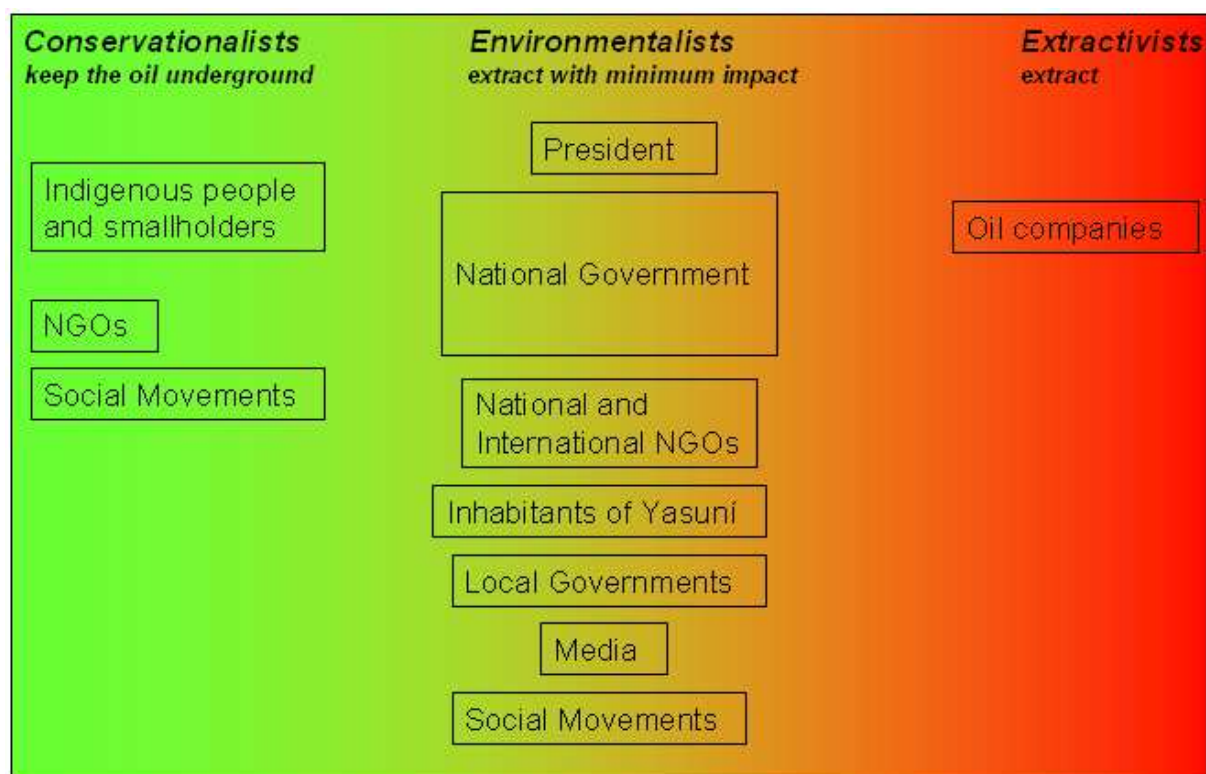 Conservationalists
keep the oil underground
Indigenous people
and smallholders
NGOs
Social Movements
Environmentalists
extract with minimum impact
President
National Government
National and
International NGOs
Inhabitants of Yasuní
Local Governments
Media
Social Movements
Extractivists
extract
Oil companies